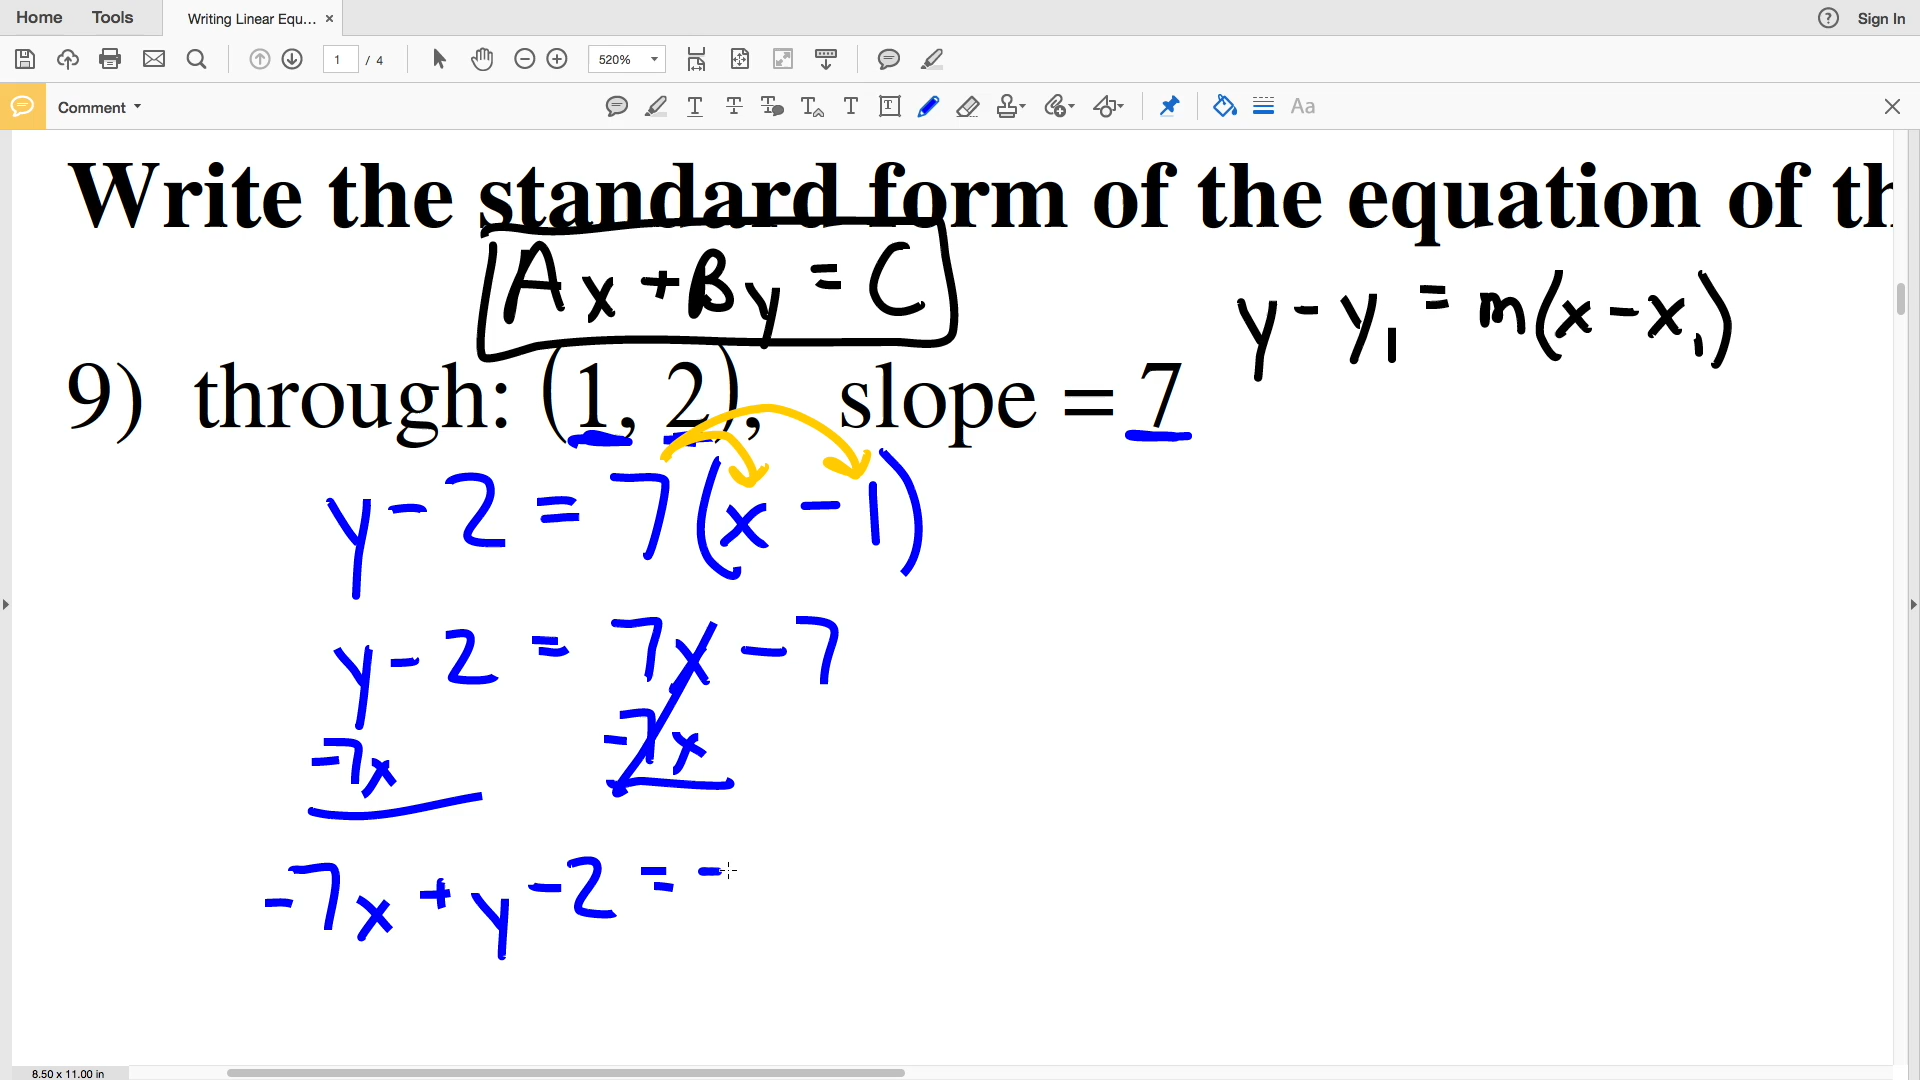 Home Tools Writing Linear Equ... × ? Sign In
1 / 4 520%
Comment T T T T T T Aa
Write the standard form of the equation of th
Ax + By = C
y - y₁ = m(x - x₁)
9) through: (1, 2), slope = 7
y - 2 = 7(x - 1)
y - 2 = 7x - 7
-7x -7x
-7x + y - 2 = -
8.50 x 11.00 in